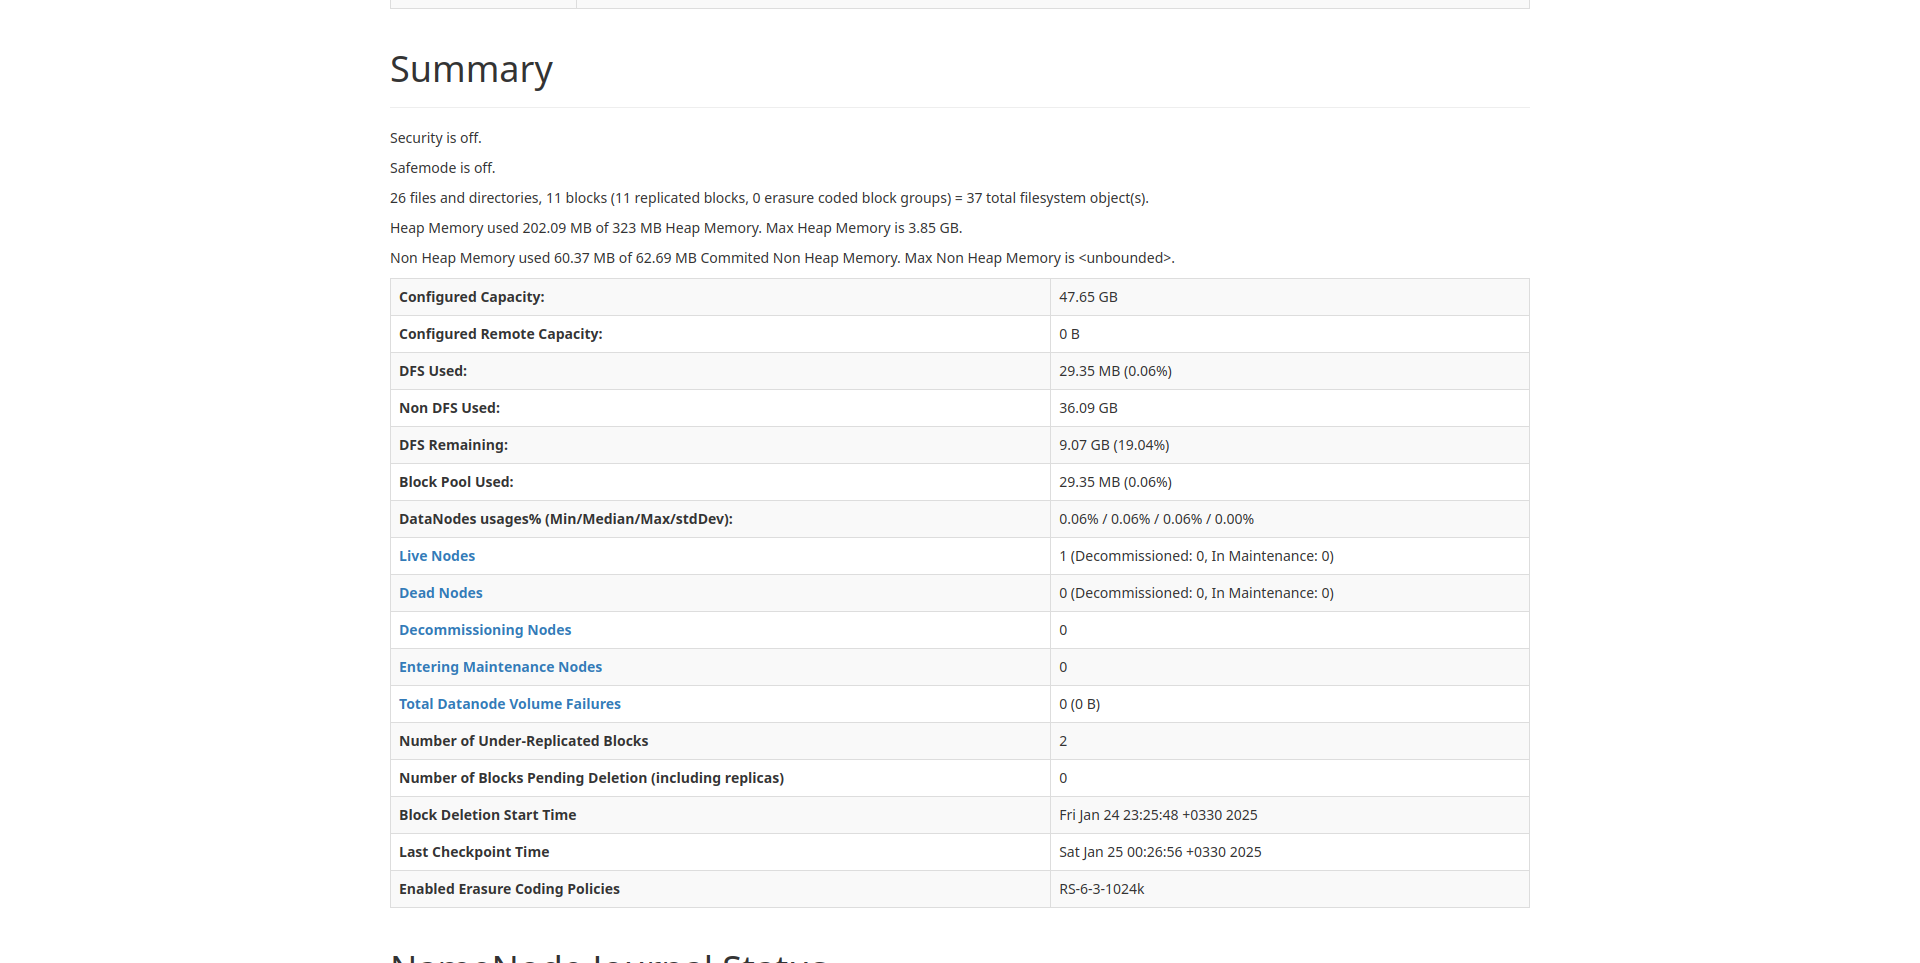 Summary
Security is off.
Safemode is off.
26 files and directories, 11 blocks (11 replicated blocks, 0 erasure coded block groups) = 37 total filesystem object(s).
Heap Memory used 202.09 MB of 323 MB Heap Memory. Max Heap Memory is 3.85 GB.
Non Heap Memory used 60.37 MB of 62.69 MB Commited Non Heap Memory. Max Non Heap Memory is <unbounded>.
Configured Capacity: 47.65 GB
Configured Remote Capacity: 0 B
DFS Used: 29.35 MB (0.06%)
Non DFS Used: 36.09 GB
DFS Remaining: 9.07 GB (19.04%)
Block Pool Used: 29.35 MB (0.06%)
DataNodes usages% (Min/Median/Max/stdDev): 0.06% / 0.06% / 0.06% / 0.00%
Live Nodes 1 (Decommissioned: 0, In Maintenance: 0)
Dead Nodes 0 (Decommissioned: 0, In Maintenance: 0)
Decommissioning Nodes 0
Entering Maintenance Nodes 0
Total Datanode Volume Failures 0 (0 B)
Number of Under-Replicated Blocks 2
Number of Blocks Pending Deletion (including replicas) 0
Block Deletion Start Time Fri Jan 24 23:25:48 +0330 2025
Last Checkpoint Time Sat Jan 25 00:26:56 +0330 2025
Enabled Erasure Coding Policies RS-6-3-1024k
NameNode Journal Status